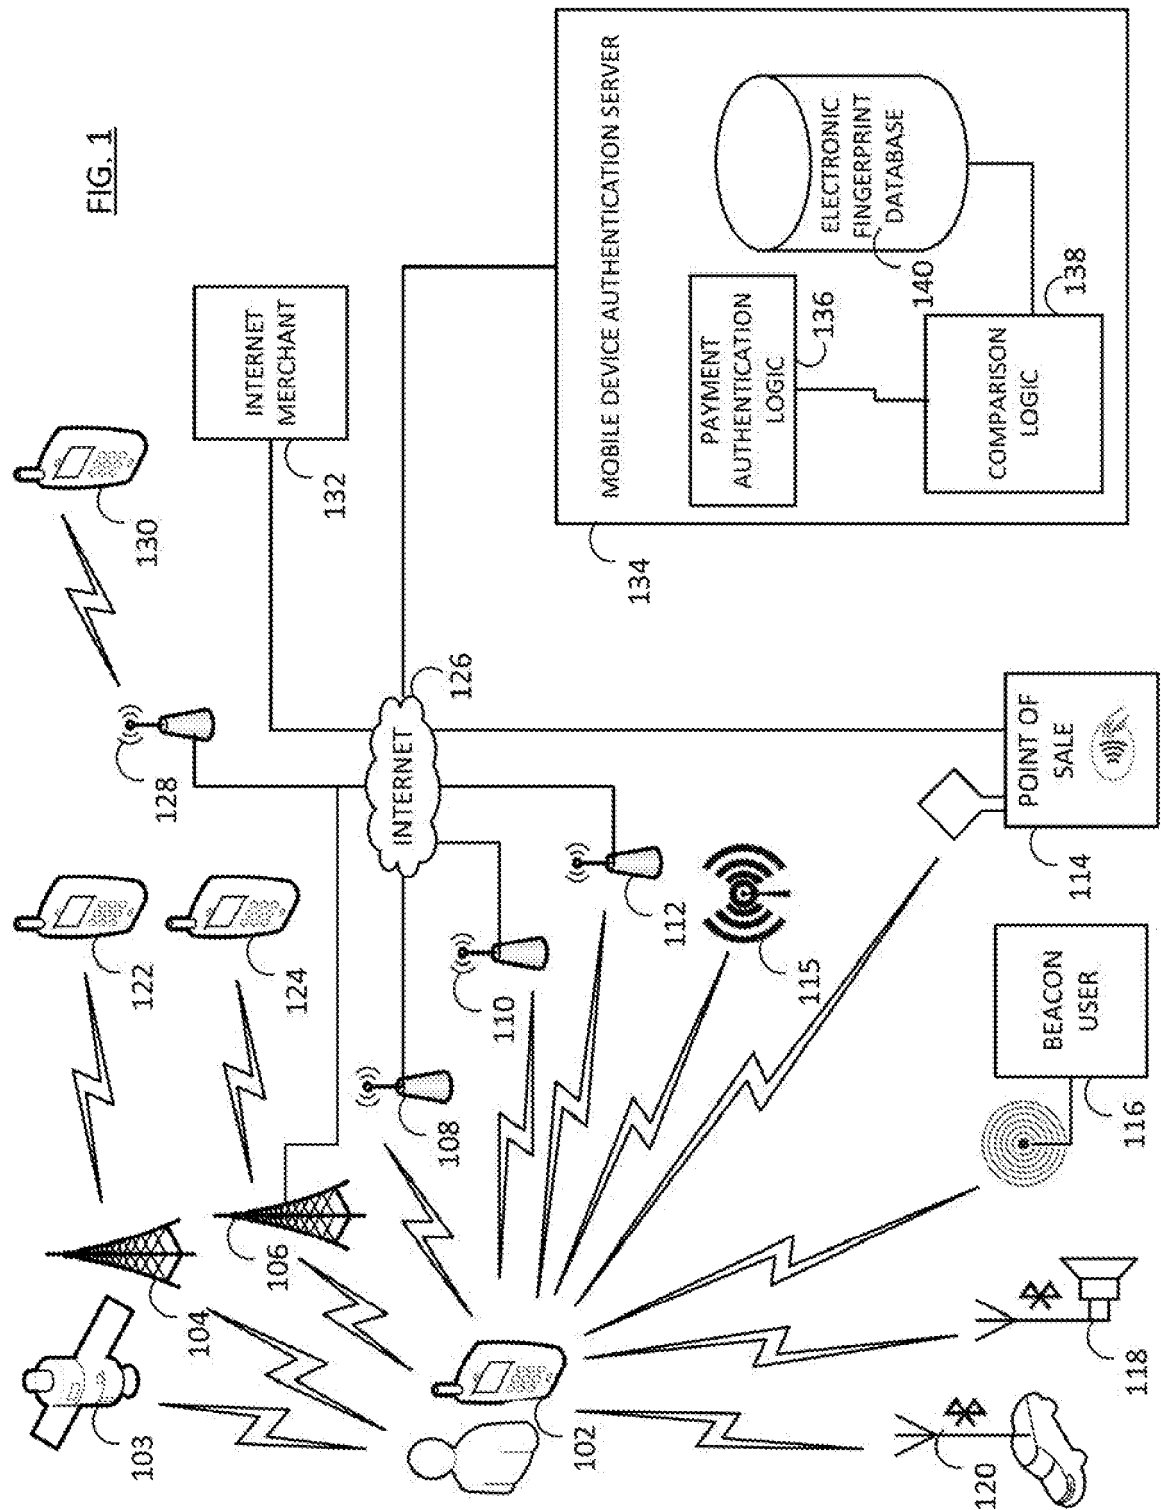 FIG. 1
103
104
106
122
124
128
130
132
INTERNET
MERCHANT
102
108
110
112
115
INTERNET
126
134
MOBILE DEVICE AUTHENTICATION SERVER
PAYMENT
AUTHENTICATION
LOGIC
136
ELECTRONIC
FINGERPRINT
DATABASE
140
COMPARISON
LOGIC
138
120
118
BEACON
USER
116
POINT OF
SALE
114